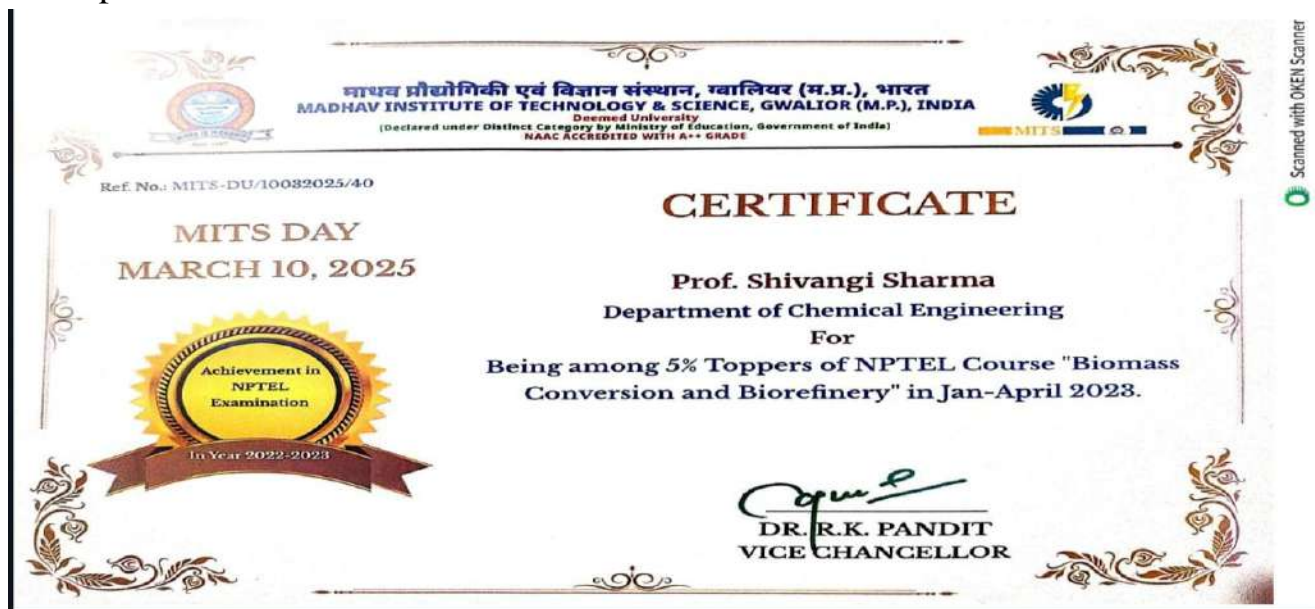 माधव प्रौद्योगिकी एवं विज्ञान संस्थान, ग्वालियर (म.प्र.), भारत
MADHAV INSTITUTE OF TECHNOLOGY & SCIENCE, GWALIOR (M.P.), INDIA
Deemed University
(Declared under Distinct Category by Ministry of Education, Government of India)
NAAC ACCREDITED WITH A++ GRADE
MITS
Ref. No.: MITS-DU/10032025/40
MITS DAY
MARCH 10, 2025
Achievement in
NPTEL
Examination
In Year 2022-2023
CERTIFICATE
Prof. Shivangi Sharma
Department of Chemical Engineering
For
Being among 5% Toppers of NPTEL Course "Biomass
Conversion and Biorefinery" in Jan-April 2023.
DR. R.K. PANDIT
VICE CHANCELLOR
Scanned with OKEN Scanner